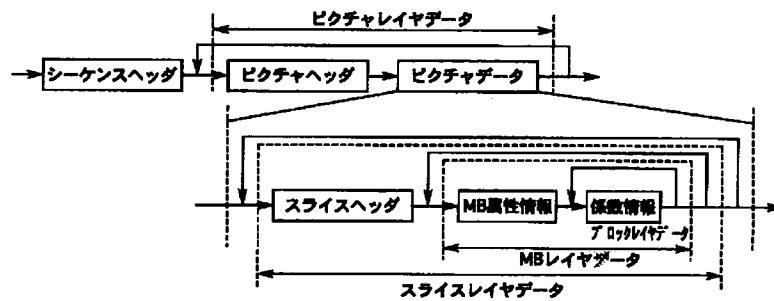 ピクチャレイヤデータ
シーケンスヘッダ
ピクチャヘッダ
ピクチャデータ
スライスヘッダ
MB属性情報
係数情報
ブロックレイヤデータ
MBレイヤデータ
スライスレイヤデータ